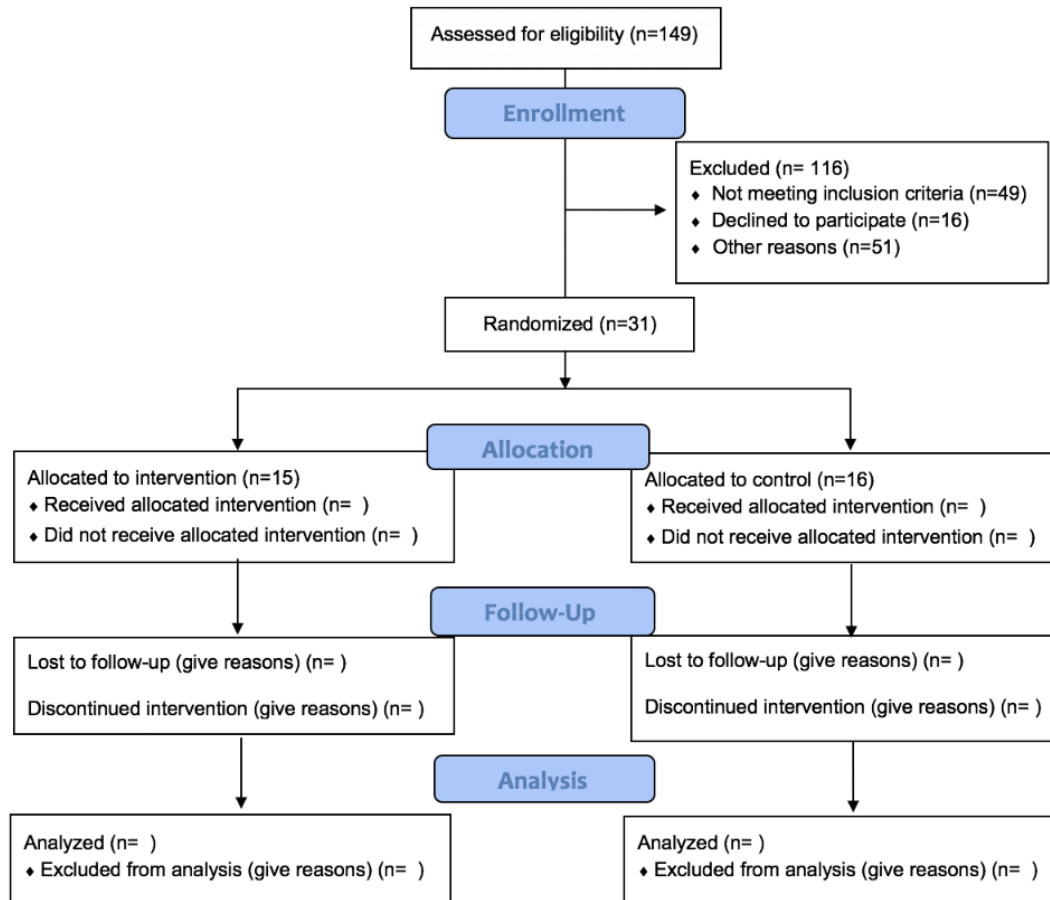 Assessed for eligibility (n=149)
Enrollment
Excluded (n= 116)
♦ Not meeting inclusion criteria (n=49)
♦ Declined to participate (n=16)
♦ Other reasons (n=51)
Randomized (n=31)
Allocation
Allocated to intervention (n=15)
♦ Received allocated intervention (n= )
♦ Did not receive allocated intervention (n= )
Allocated to control (n=16)
♦ Received allocated intervention (n= )
♦ Did not receive allocated intervention (n= )
Follow-Up
Lost to follow-up (give reasons) (n= )
Discontinued intervention (give reasons) (n= )
Lost to follow-up (give reasons) (n= )
Discontinued intervention (give reasons) (n= )
Analysis
Analyzed (n= )
♦ Excluded from analysis (give reasons) (n= )
Analyzed (n= )
♦ Excluded from analysis (give reasons) (n= )